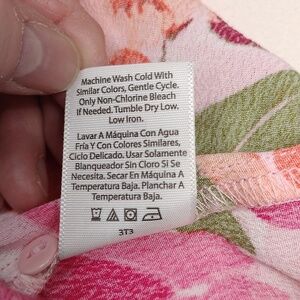 Machine Wash Cold With
Similar Colors, Gentle Cycle.
Only Non-Chlorine Bleach
If Needed. Tumble Dry Low.
Low Iron.
Lavar A Máquina Con Agua
Fría Y Con Colores Similares,
Ciclo Delicado. Usar Solamente
Blanqueador Sin Cloro Si Se
Necesita. Secar En Máquina A
Temperatura Baja. Planchar A
Temperatura Baja.
3T3